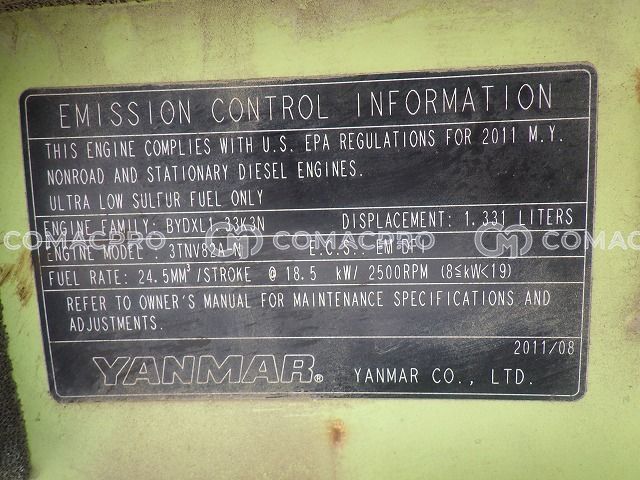 EMISSION CONTROL INFORMATION
THIS ENGINE COMPLIES WITH U.S. EPA REGULATIONS FOR 2011 M.Y.
NONROAD AND STATIONARY DIESEL ENGINES.
ULTRA LOW SULFUR FUEL ONLY
ENGINE FAMILY: BYDXL1.33K3N DISPLACEMENT: 1.331 LITERS
COMACPRO COMACPRO COMACPRO
ENGINE MODEL : 3TNV82A-N E.C.S.: EM DFI
FUEL RATE: 24.5MM³/STROKE @ 18.5 kW/ 2500RPM (8≦kW<19)
REFER TO OWNER'S MANUAL FOR MAINTENANCE SPECIFICATIONS AND
ADJUSTMENTS.
2011/08
YANMAR® YANMAR CO., LTD.